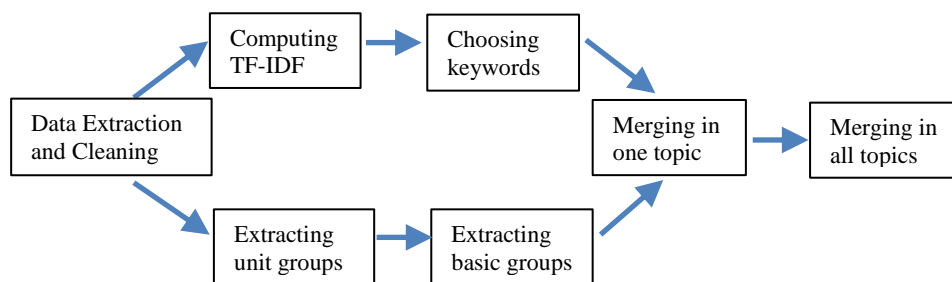 Computing
TF-IDF
Choosing
keywords
Data Extraction
and Cleaning
Merging in
one topic
Merging in
all topics
Extracting
unit groups
Extracting
basic groups